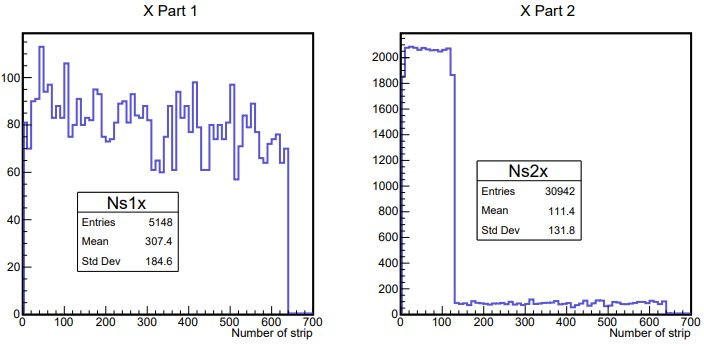 X Part 1
100
80
60
40
20
0
Ns1x
Entries 5148
Mean 307.4
Std Dev 184.6
0 100 200 300 400 500 600 700
Number of strip
X Part 2
2000
1800
1600
1400
1200
1000
800
600
400
200
0
Ns2x
Entries 30942
Mean 111.4
Std Dev 131.8
0 100 200 300 400 500 600 700
Number of strip